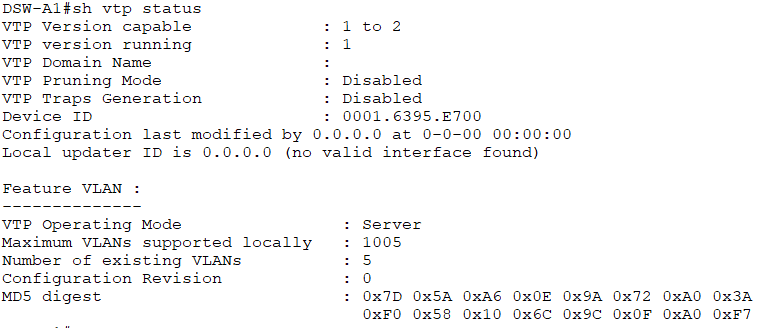 DSW-A1#sh vtp status
VTP Version capable : 1 to 2
VTP version running : 1
VTP Domain Name :
VTP Pruning Mode : Disabled
VTP Traps Generation : Disabled
Device ID : 0001.6395.E700
Configuration last modified by 0.0.0.0 at 0-0-00 00:00:00
Local updater ID is 0.0.0.0 (no valid interface found)
Feature VLAN :
--------------
VTP Operating Mode : Server
Maximum VLANs supported locally : 1005
Number of existing VLANs : 5
Configuration Revision : 0
MD5 digest : 0x7D 0x5A 0xA6 0x0E 0x9A 0x72 0xA0 0x3A
0xF0 0x58 0x10 0x6C 0x9C 0x0F 0xA0 0xF7